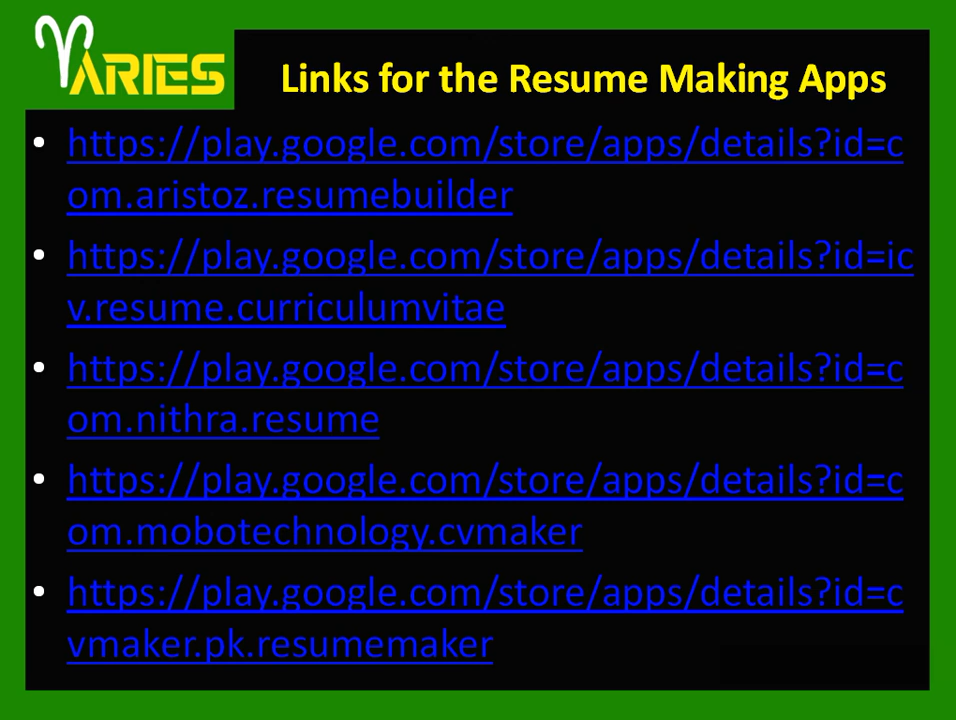 ARIES
Links for the Resume Making Apps
• https://play.google.com/store/apps/details?id=c
om.aristoz.resumebuilder
• https://play.google.com/store/apps/details?id=ic
v.resume.curriculumvitae
• https://play.google.com/store/apps/details?id=c
om.nithra.resume
• https://play.google.com/store/apps/details?id=c
om.mobotechnology.cvmaker
• https://play.google.com/store/apps/details?id=c
vmaker.pk.resumemaker